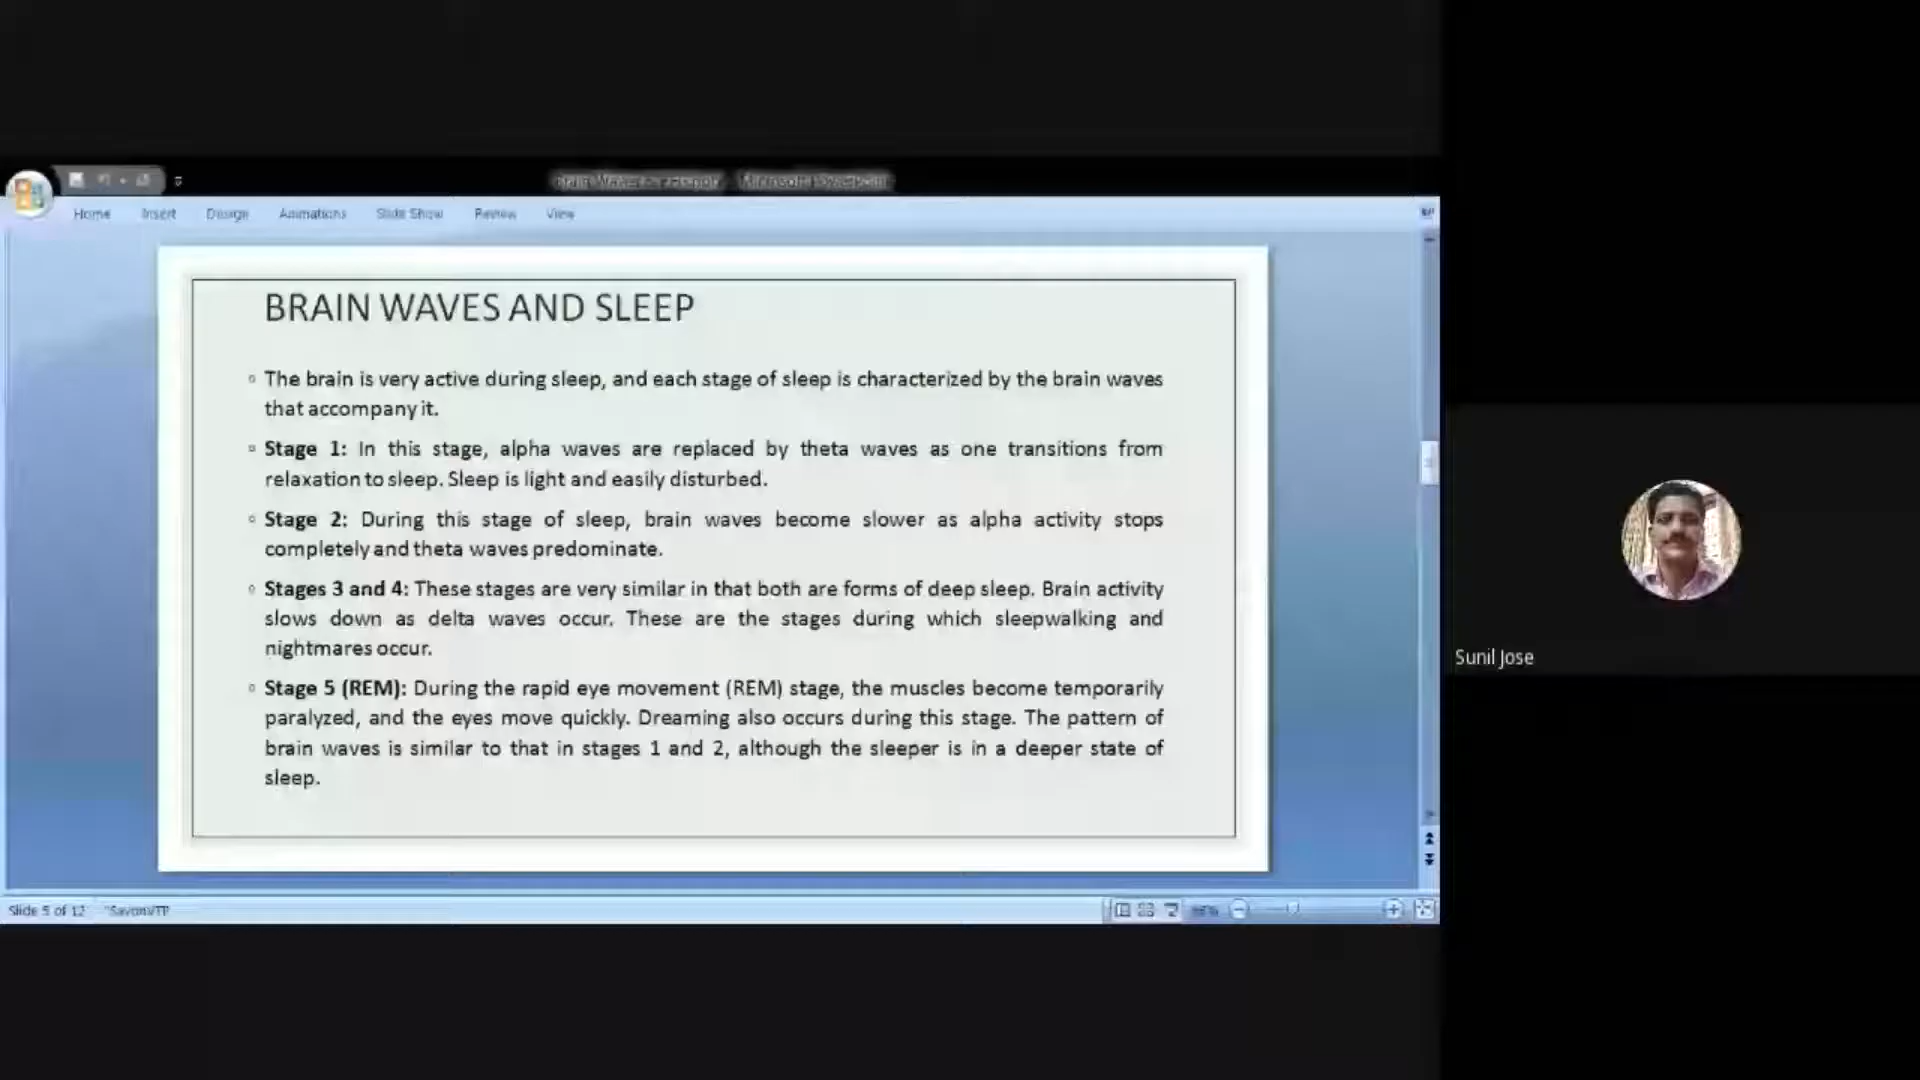 Microsoft PowerPoint
Home Insert Design Animations Slide Show Review View
BRAIN WAVES AND SLEEP
◦ The brain is very active during sleep, and each stage of sleep is characterized by the brain waves
that accompany it.
◦ Stage 1: In this stage, alpha waves are replaced by theta waves as one transitions from
relaxation to sleep. Sleep is light and easily disturbed.
◦ Stage 2: During this stage of sleep, brain waves become slower as alpha activity stops
completely and theta waves predominate.
◦ Stages 3 and 4: These stages are very similar in that both are forms of deep sleep. Brain activity
slows down as delta waves occur. These are the stages during which sleepwalking and
nightmares occur.
◦ Stage 5 (REM): During the rapid eye movement (REM) stage, the muscles become temporarily
paralyzed, and the eyes move quickly. Dreaming also occurs during this stage. The pattern of
brain waves is similar to that in stages 1 and 2, although the sleeper is in a deeper state of
sleep.
Sunil Jose
Slide 5 of 12